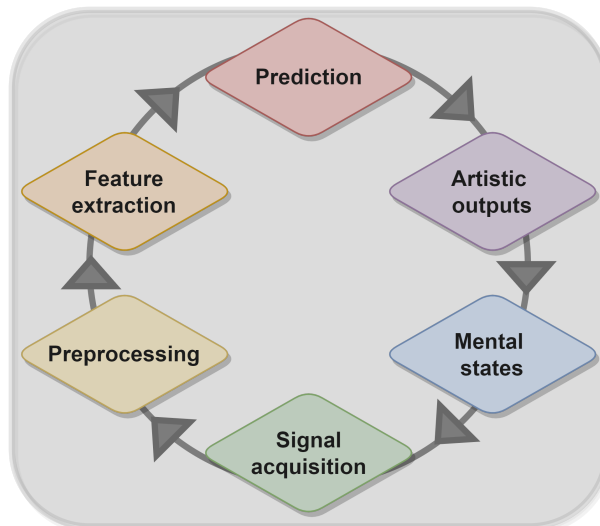 Prediction
Feature
extraction
Artistic
outputs
Preprocessing
Mental
states
Signal
acquisition